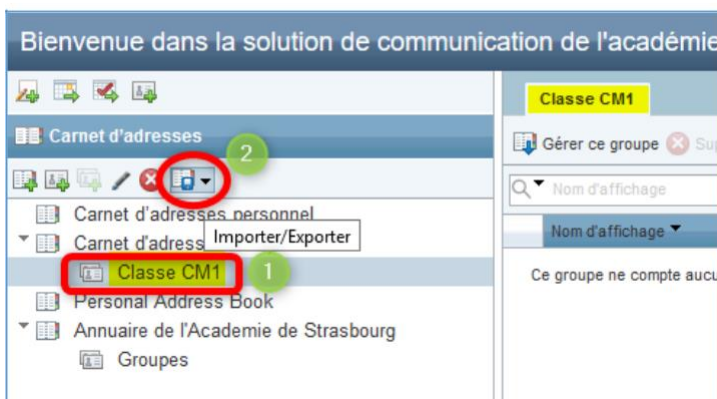 Bienvenue dans la solution de communication de l'académie
Carnet d'adresses
2
Carnet d'adresses personnel
Carnet d'adress
Importer/Exporter
Classe CM1
1
Personal Address Book
Annuaire de l'Academie de Strasbourg
Groupes
Classe CM1
Gérer ce groupe Sup
Nom d'affichage
Nom d'affichage
Ce groupe ne compte aucu